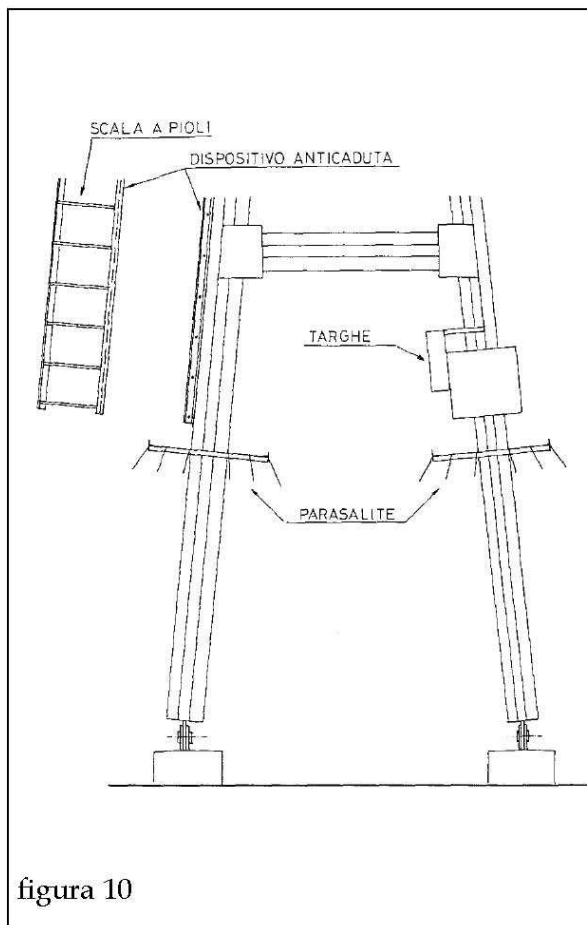 SCALA A PIOLI
DISPOSITIVO ANTICADUTA
TARGHE
PARASALITE
figura 10